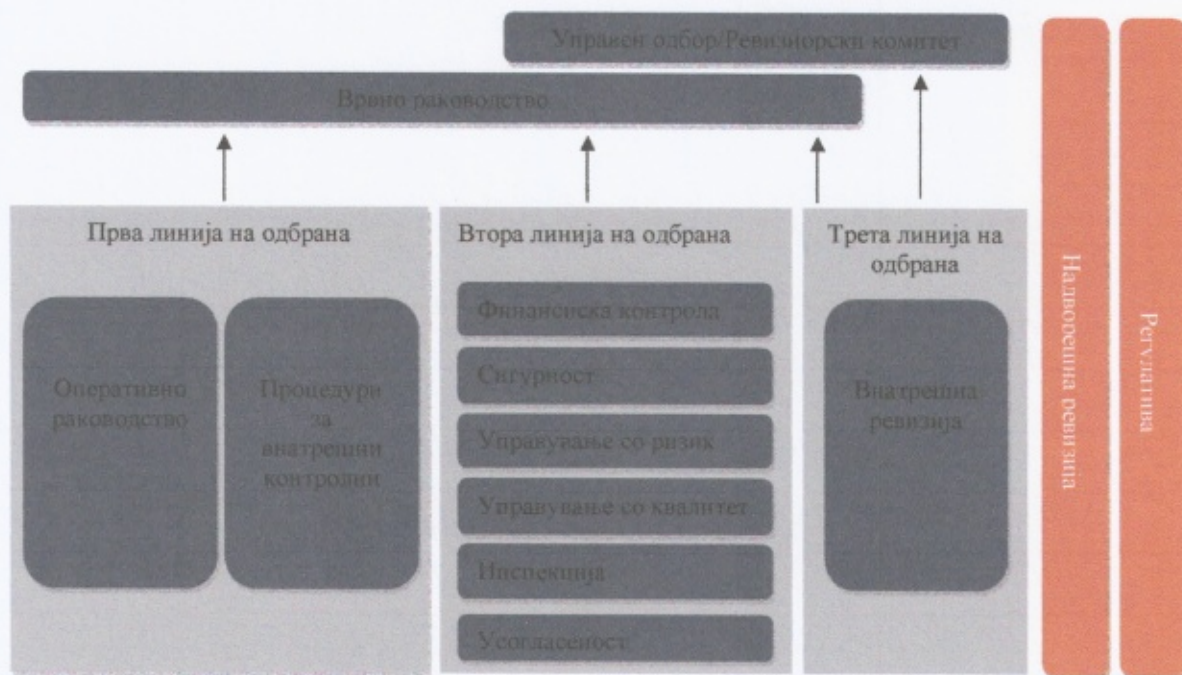 Управен одбор/Ревизиорски комитет
Врвно раководство
Прва линија на одбрана
Оперативно
раководство
Процедури
за
внатрешни
контроли
Втора линија на одбрана
Финансиска контрола
Сигурност
Управување со ризик
Управување со квалитет
Инспекција
Усогласеност
Трета линија на
одбрана
Внатрешна
ревизија
Надворешна ревизија
Регулатива